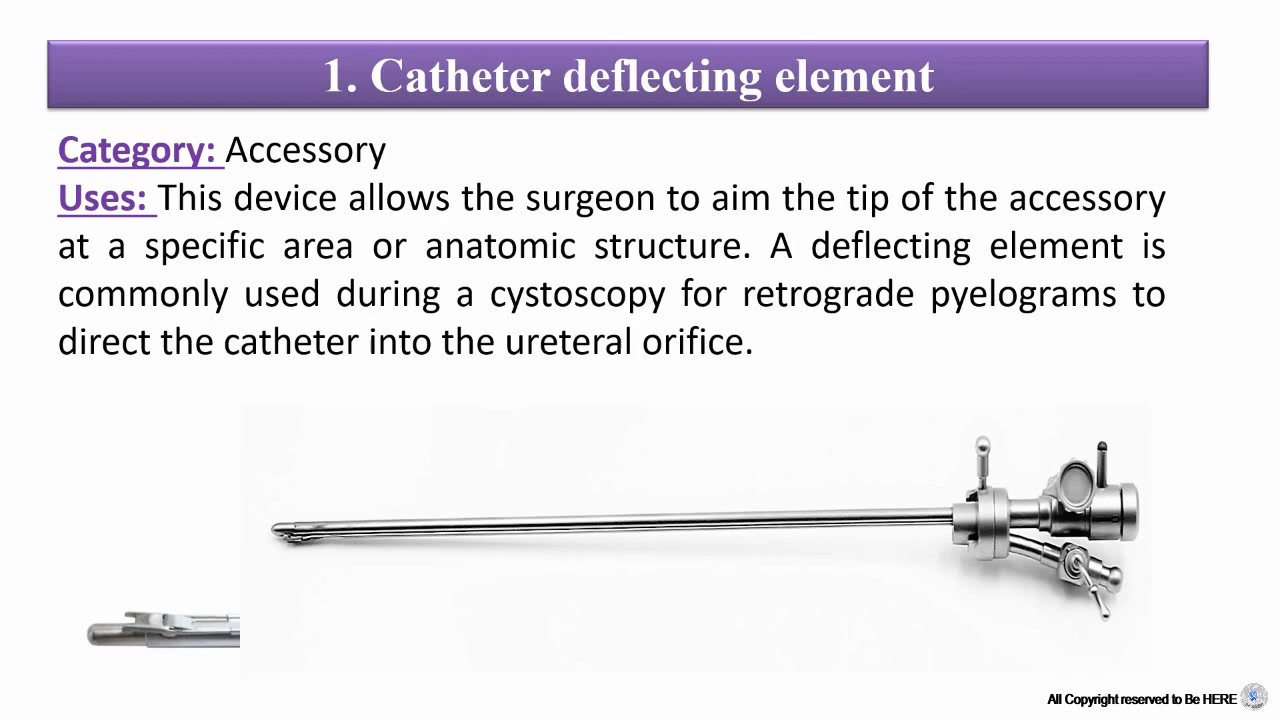 1. Catheter deflecting element
Category: Accessory
Uses: This device allows the surgeon to aim the tip of the accessory
at a specific area or anatomic structure. A deflecting element is
commonly used during a cystoscopy for retrograde pyelograms to
direct the catheter into the ureteral orifice.
All Copyright reserved to Be HERE